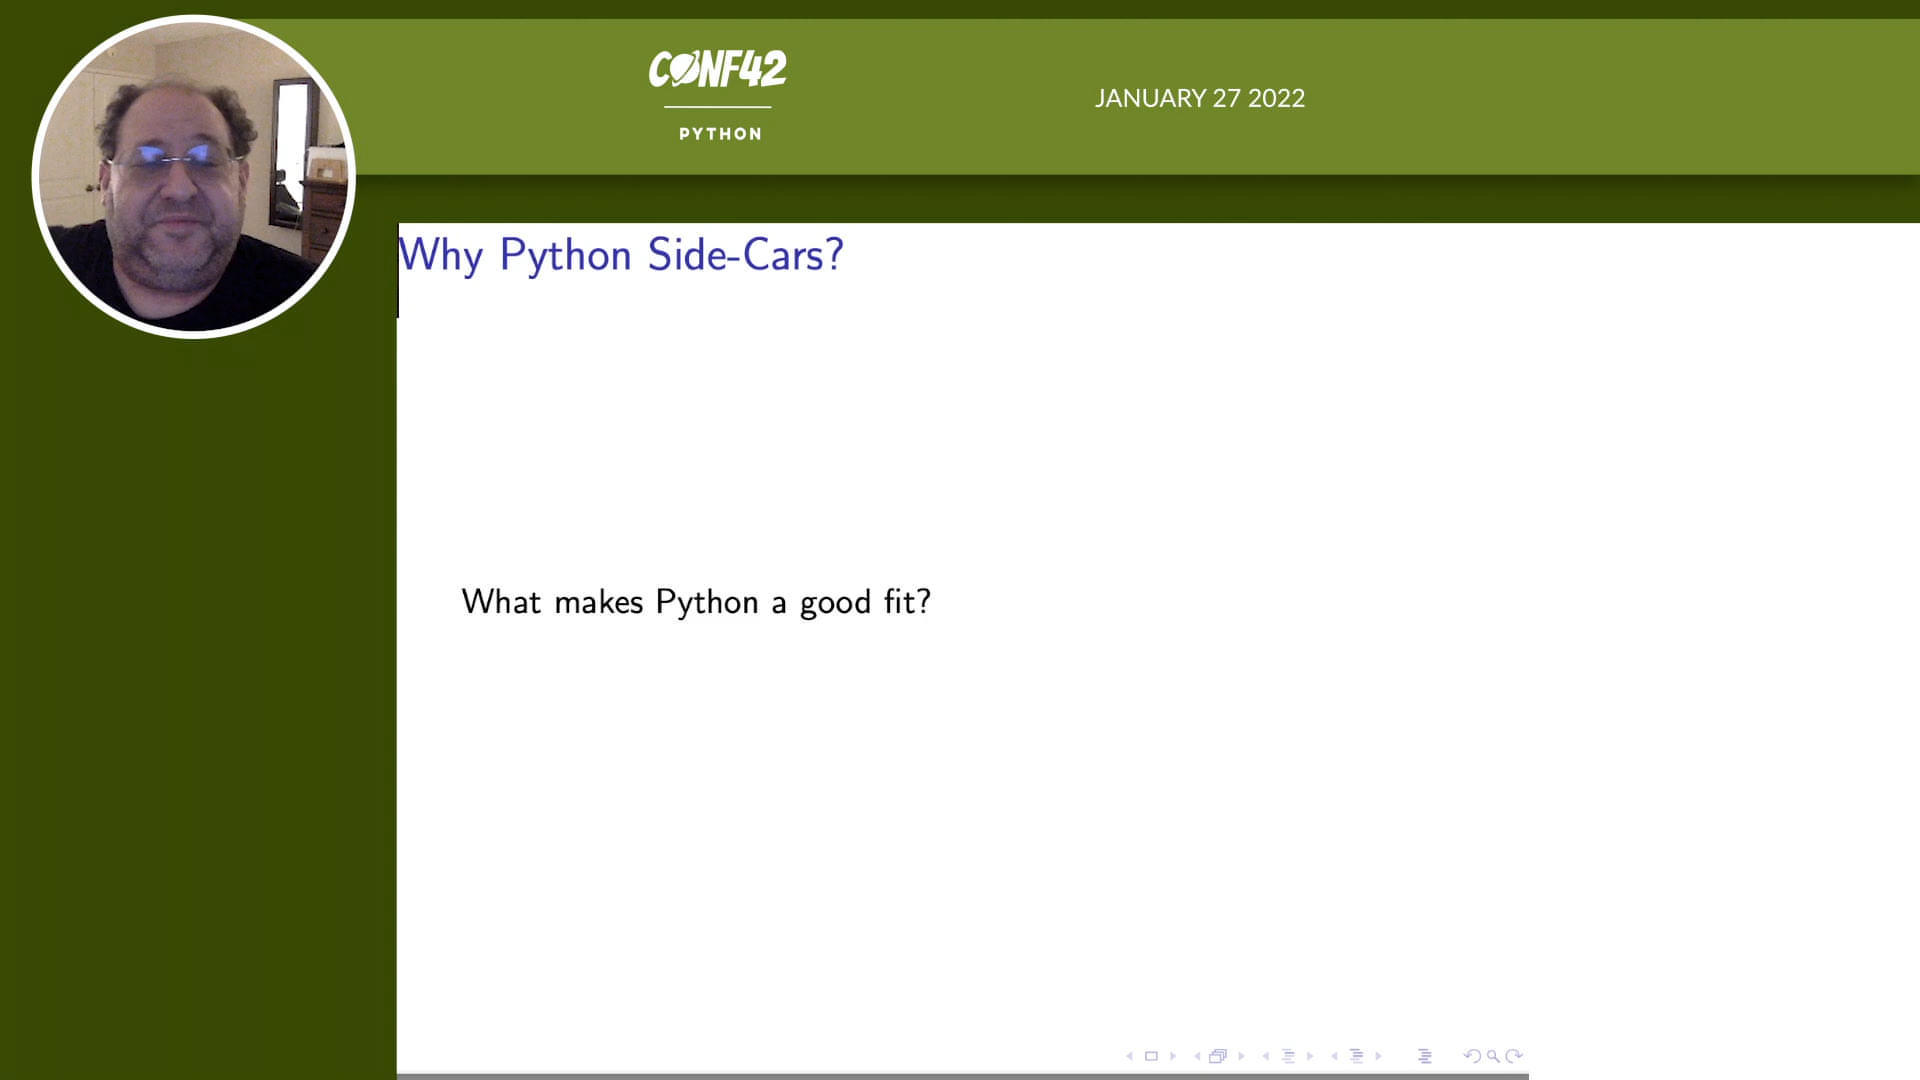 CONF42
PYTHON
JANUARY 27 2022
Why Python Side-Cars?
What makes Python a good fit?